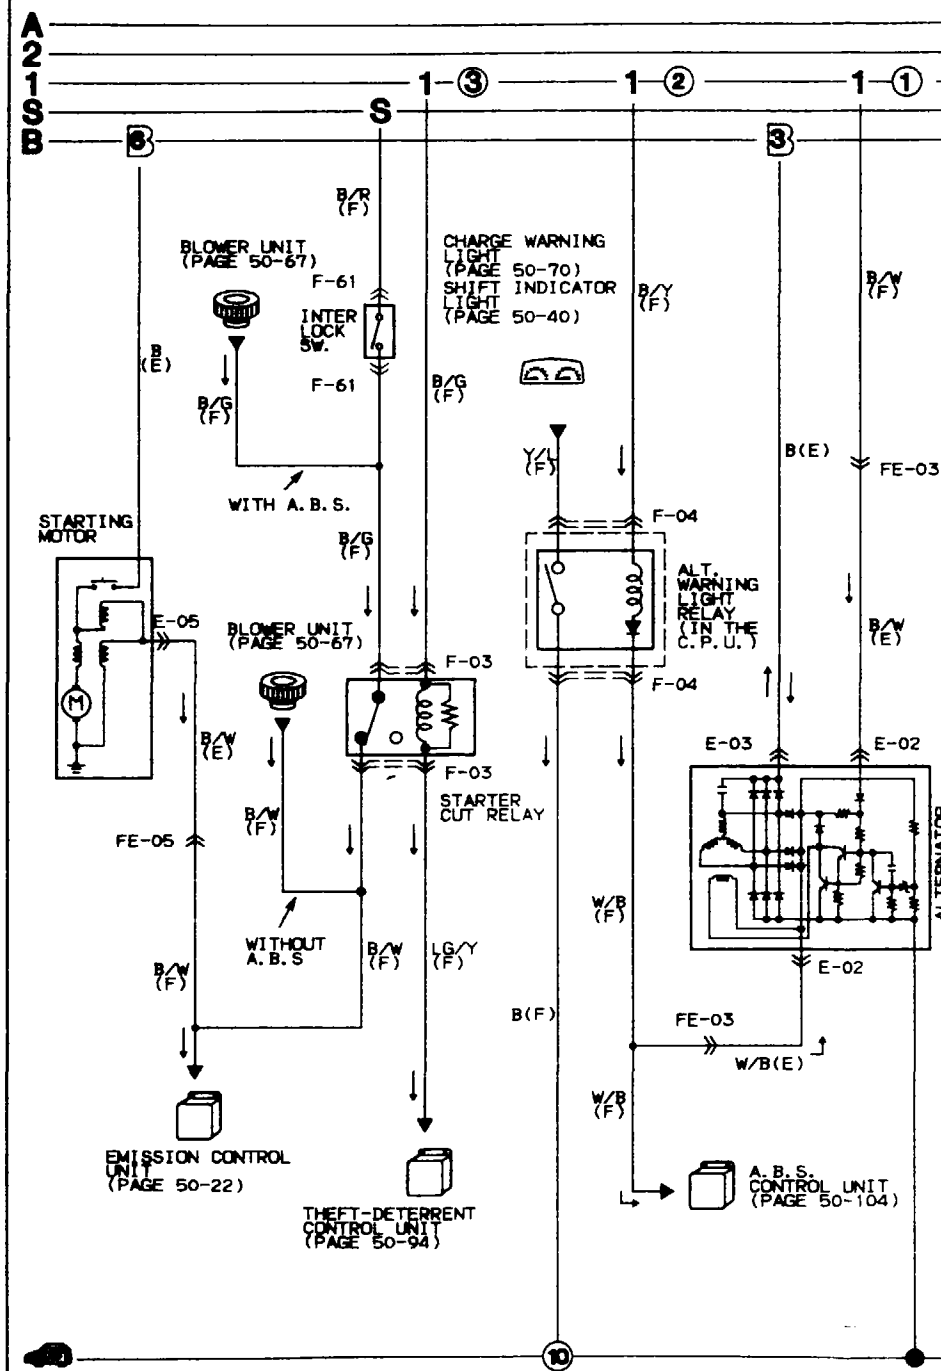 A
2
1 1 ③ 1 ② 1 ①
S S
B 6 3
B/R
(F)
BLOWER UNIT
(PAGE 50-67)
F-61
INTER
LOCK
SW.
F-61
CHARGE WARNING
LIGHT
(PAGE 50-70)
SHIFT INDICATOR
LIGHT
(PAGE 50-40)
B/Y
(F)
B/W
(F)
B
(E)
B/G
(F)
B/G
(F)
WITH A.B.S.
Y/L
(F)
B(E)
FE-03
STARTING
MOTOR
B/G
(F)
F-04
ALT.
WARNING
LIGHT
RELAY
(IN THE
C.P.U.)
E-05
BLOWER UNIT
(PAGE 50-67)
F-03
F-04
B/W
(E)
M
B/W
(E)
E-03
E-02
F-03
STARTER
CUT RELAY
B/W
(F)
FE-05
ALTERNATOR
WITHOUT
A.B.S
B/W
(F)
B/W
(F)
LG/Y
(F)
W/B
(F)
E-02
B(F)
FE-03
W/B(E)
W/B
(F)
EMISSION CONTROL
UNIT
(PAGE 50-22)
THEFT-DETERRENT
CONTROL UNIT
(PAGE 50-94)
A.B.S.
CONTROL UNIT
(PAGE 50-104)
10